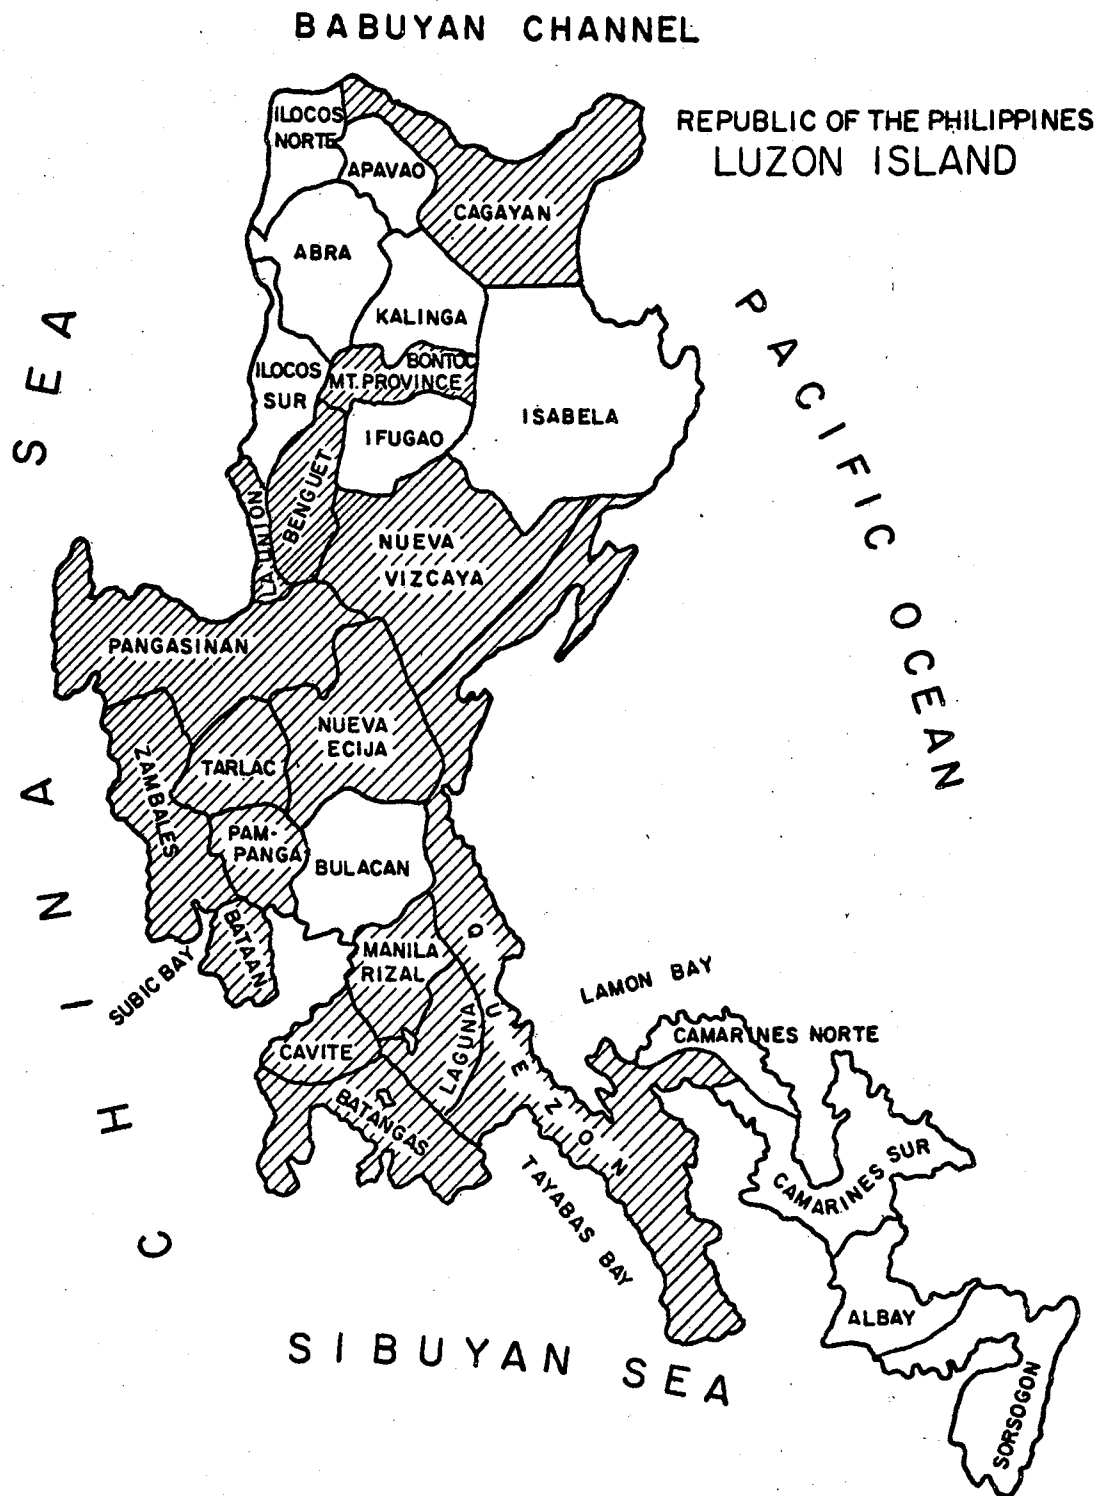 BABUYAN CHANNEL
REPUBLIC OF THE PHILIPPINES
LUZON ISLAND
ILOCOS
NORTE
APAVAO
CAGAYAN
ABRA
KALINGA
BONTOC
MT. PROVINCE
ILOCOS
SUR
IFUGAO
ISABELA
BENGUET
LA UNION
NUEVA
VIZCAYA
PANGASINAN
NUEVA
ECIJA
TARLAC
ZAMBALES
PAM-
PANGA
BULACAN
BATAAN
SUBIC BAY
MANILA
RIZAL
CAVITE
LAGUNA
BATANGAS
QUEZON
LAMON BAY
CAMARINES NORTE
CAMARINES SUR
TAYABAS BAY
ALBAY
SORSOGON
CHINA SEA
PACIFIC OCEAN
SIBUYAN SEA